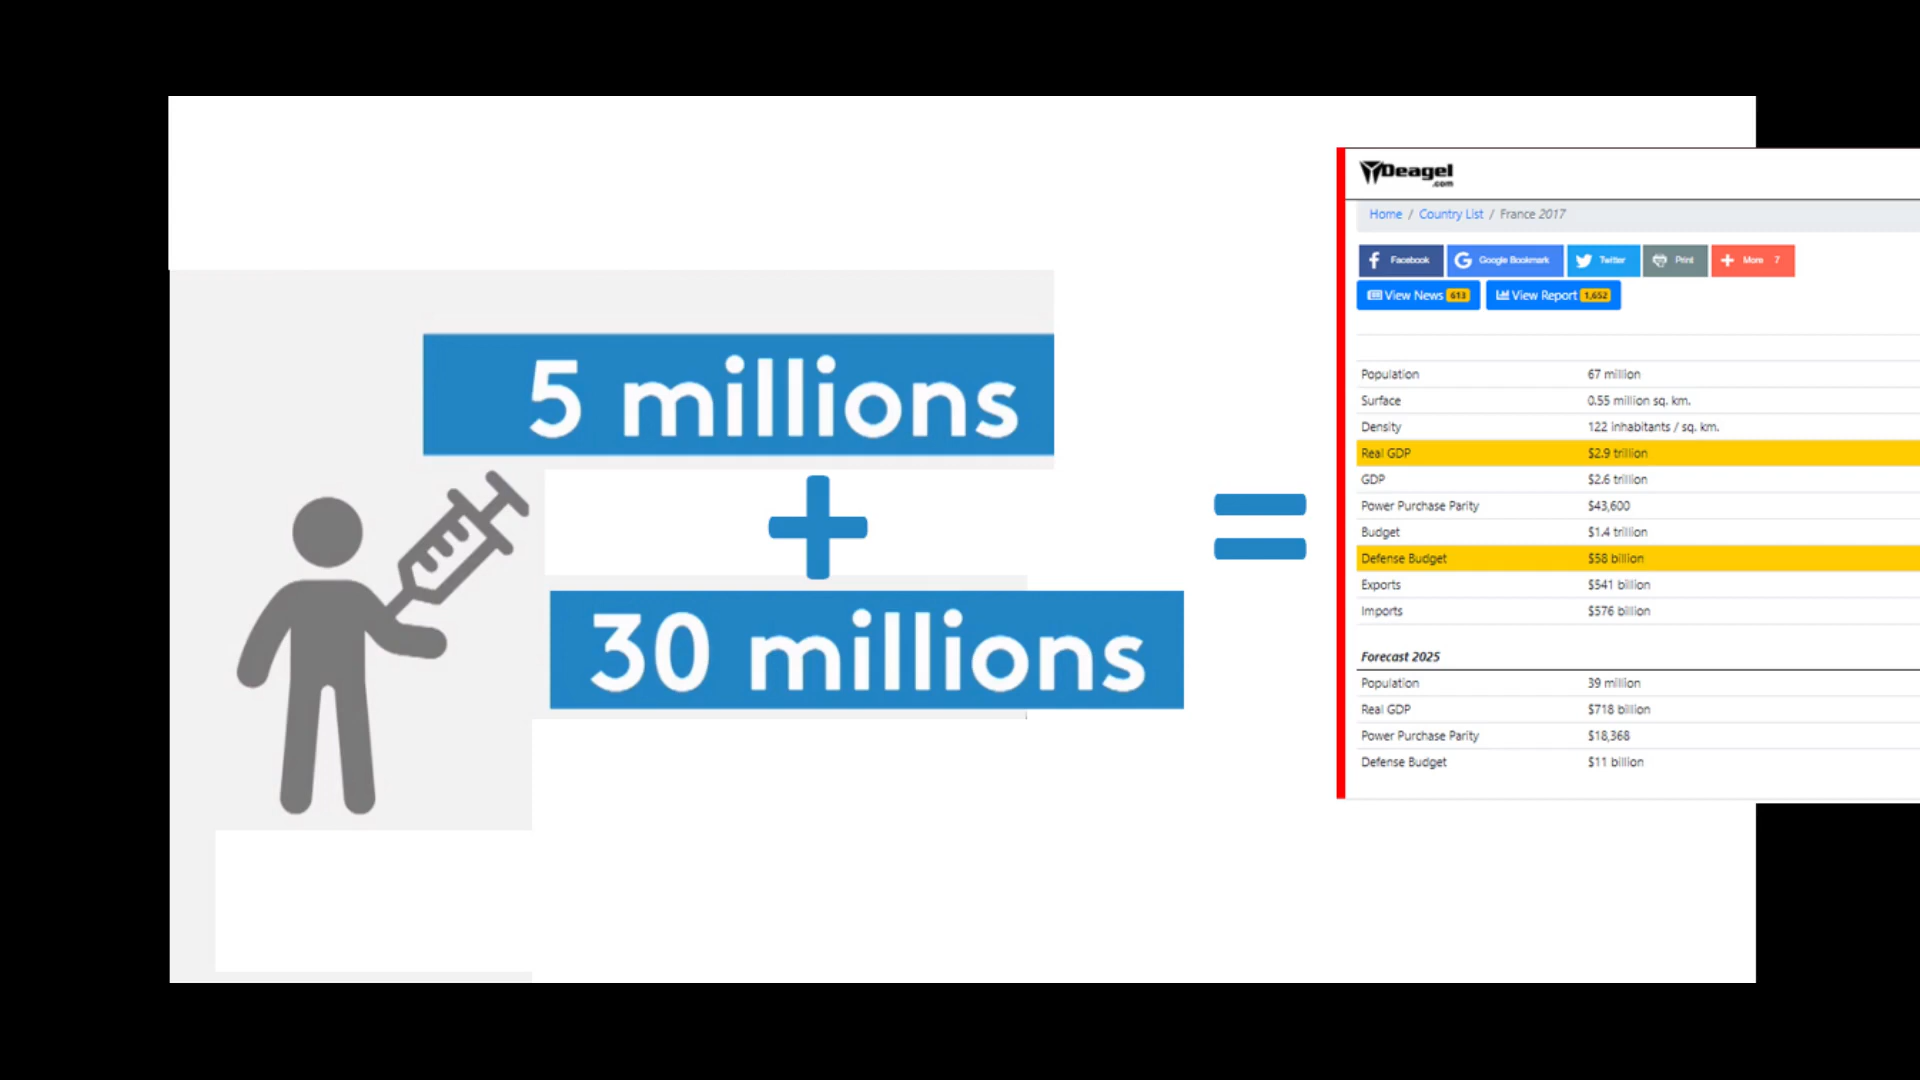 5 millions
+
30 millions
=
Deagel
.com
Home / Country List / France 2017
Facebook Google Bookmark Twitter Print More 7
View News 613 View Report 1,652
Population 67 million
Surface 0.55 million sq. km.
Density 122 inhabitants / sq. km.
Real GDP $2.9 trillion
GDP $2.6 trillion
Power Purchase Parity $43,600
Budget $1.4 trillion
Defense Budget $58 billion
Exports $541 billion
Imports $576 billion
Forecast 2025
Population 39 million
Real GDP $718 billion
Power Purchase Parity $18,368
Defense Budget $11 billion